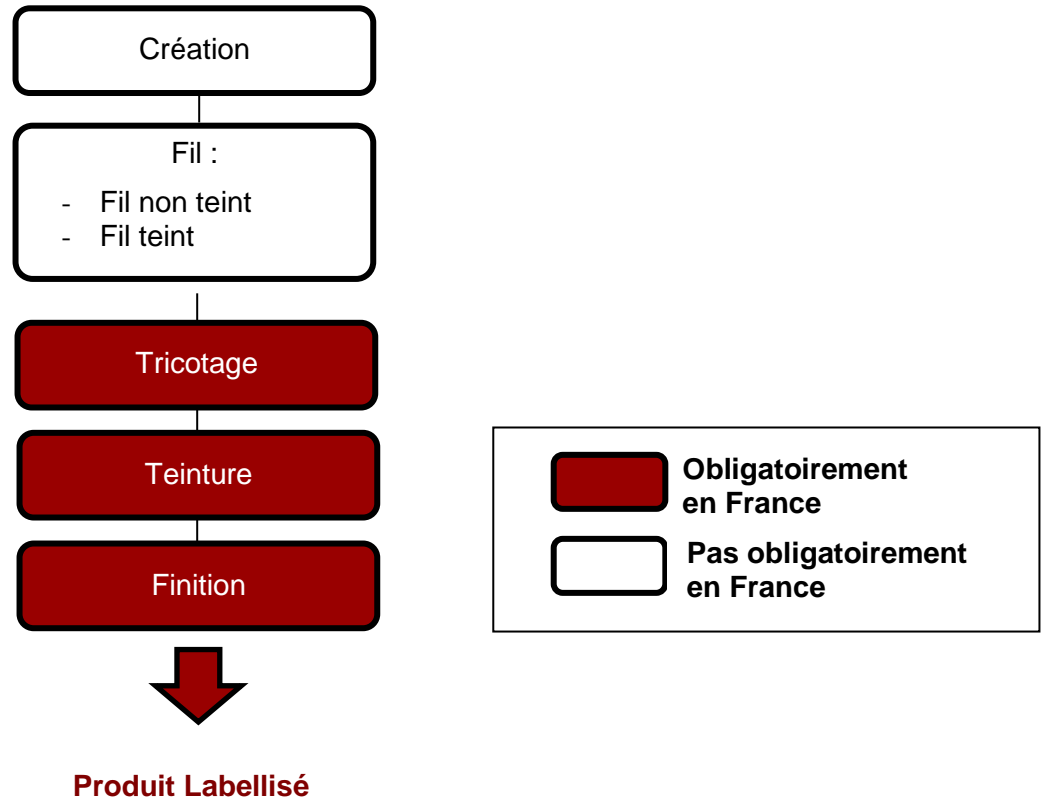 Création
Fil :
- Fil non teint
- Fil teint
Tricotage
Teinture
Finition
Produit Labellisé
Obligatoirement
en France
Pas obligatoirement
en France